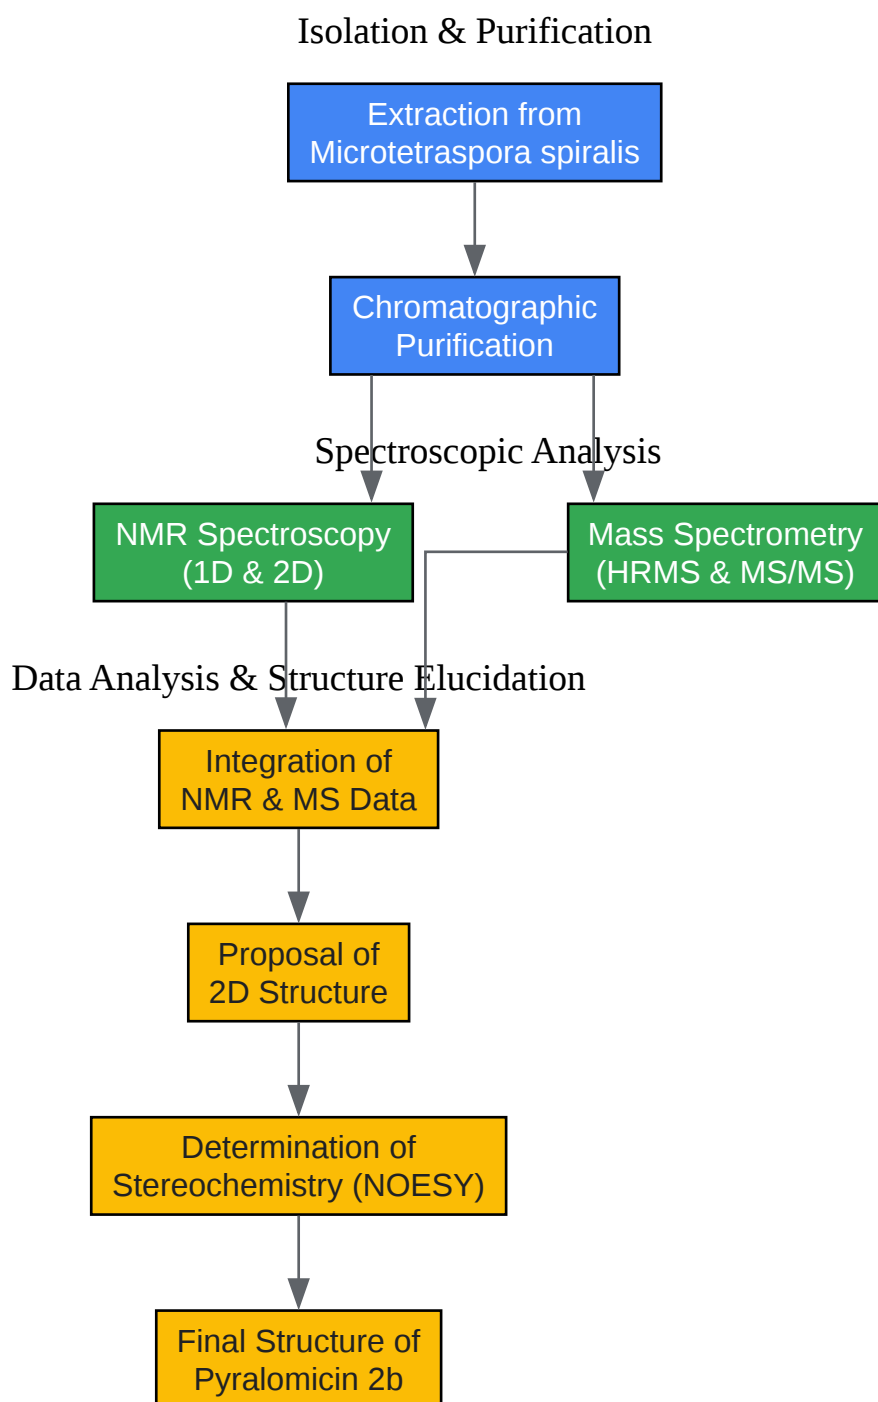 Isolation & Purification
Extraction from
Microtetraspora spiralis
Chromatographic
Purification
Spectroscopic Analysis
NMR Spectroscopy
(1D & 2D)
Mass Spectrometry
(HRMS & MS/MS)
Data Analysis & Structure Elucidation
Integration of
NMR & MS Data
Proposal of
2D Structure
Determination of
Stereochemistry (NOESY)
Final Structure of
Pyralomicin 2b